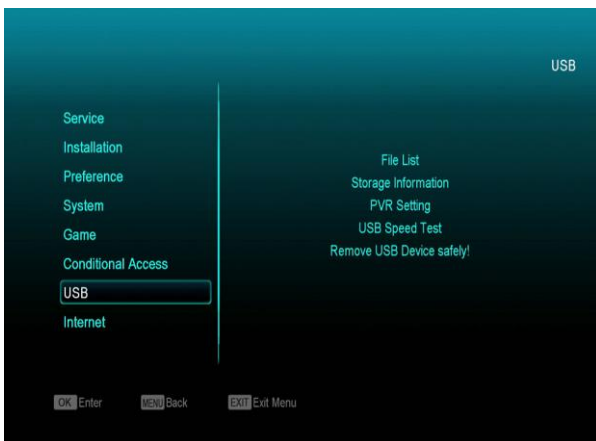 USB
Service
Installation
Preference
System
Game
Conditional Access
USB
Internet
File List
Storage Information
PVR Setting
USB Speed Test
Remove USB Device safely!
OK Enter MENU Back EXIT Exit Menu